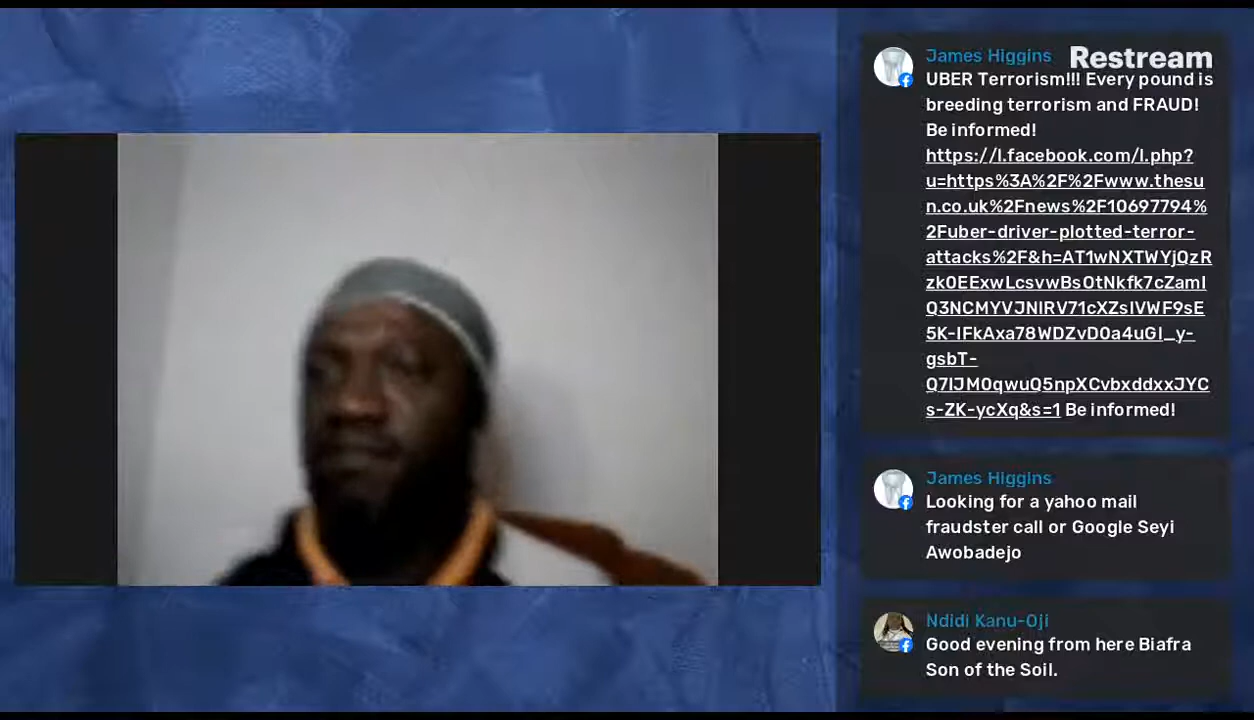 Restream
James Higgins
UBER Terrorism!!! Every pound is
breeding terrorism and FRAUD!
Be informed!
https://l.facebook.com/l.php?
u=https%3A%2F%2Fwww.thesu
n.co.uk%2Fnews%2F10697794%
2Fuber-driver-plotted-terror-
attacks%2F&h=AT1wNXTWYjQzR
zk0EExwLcsvwBsOtNkfk7cZamI
Q3NCMYVJNlRV71cXZsIVWF9sE
5K-IFkAxa78WDZvD0a4uGI_y-
gsbT-
Q7lJM0qwuQ5npXCvbxddxxJYC
s-ZK-ycXq&s=1 Be informed!
James Higgins
Looking for a yahoo mail
fraudster call or Google Seyi
Awobadejo
Ndidi Kanu-Oji
Good evening from here Biafra
Son of the Soil.